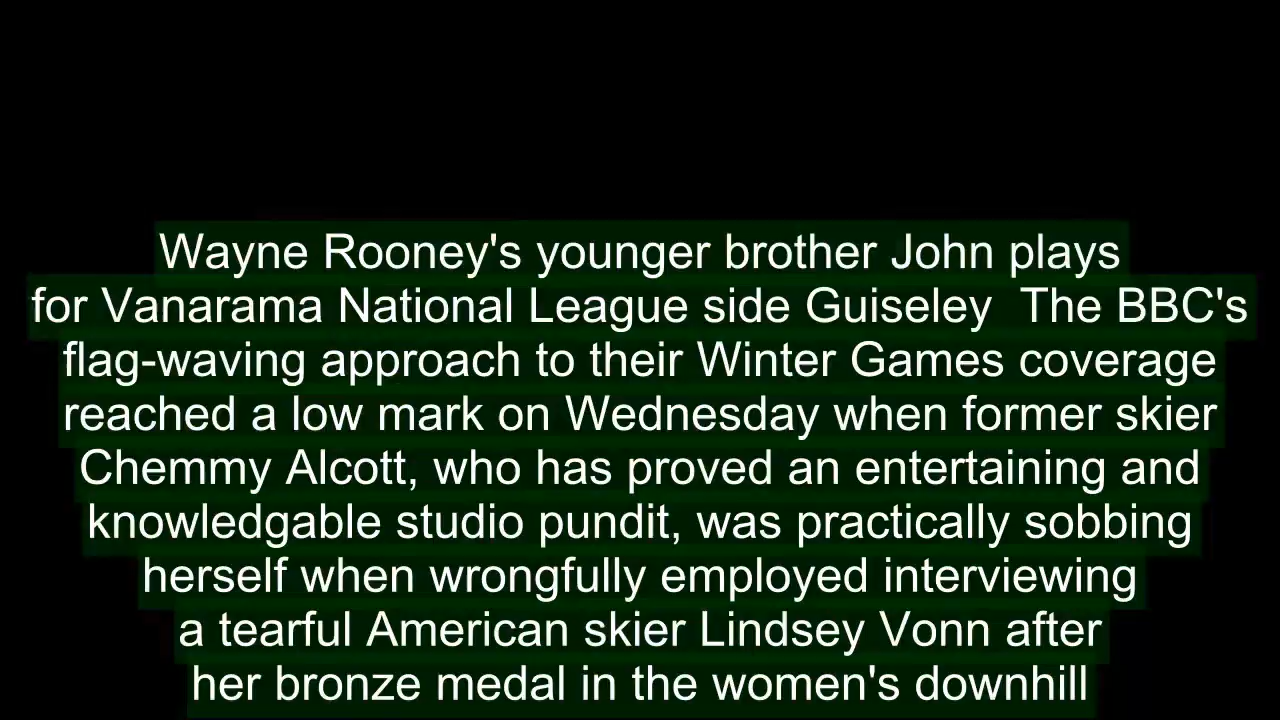 Wayne Rooney's younger brother John plays
for Vanarama National League side Guiseley  The BBC's
flag-waving approach to their Winter Games coverage
reached a low mark on Wednesday when former skier
Chemmy Alcott, who has proved an entertaining and
knowledgable studio pundit, was practically sobbing
herself when wrongfully employed interviewing
a tearful American skier Lindsey Vonn after
her bronze medal in the women's downhill